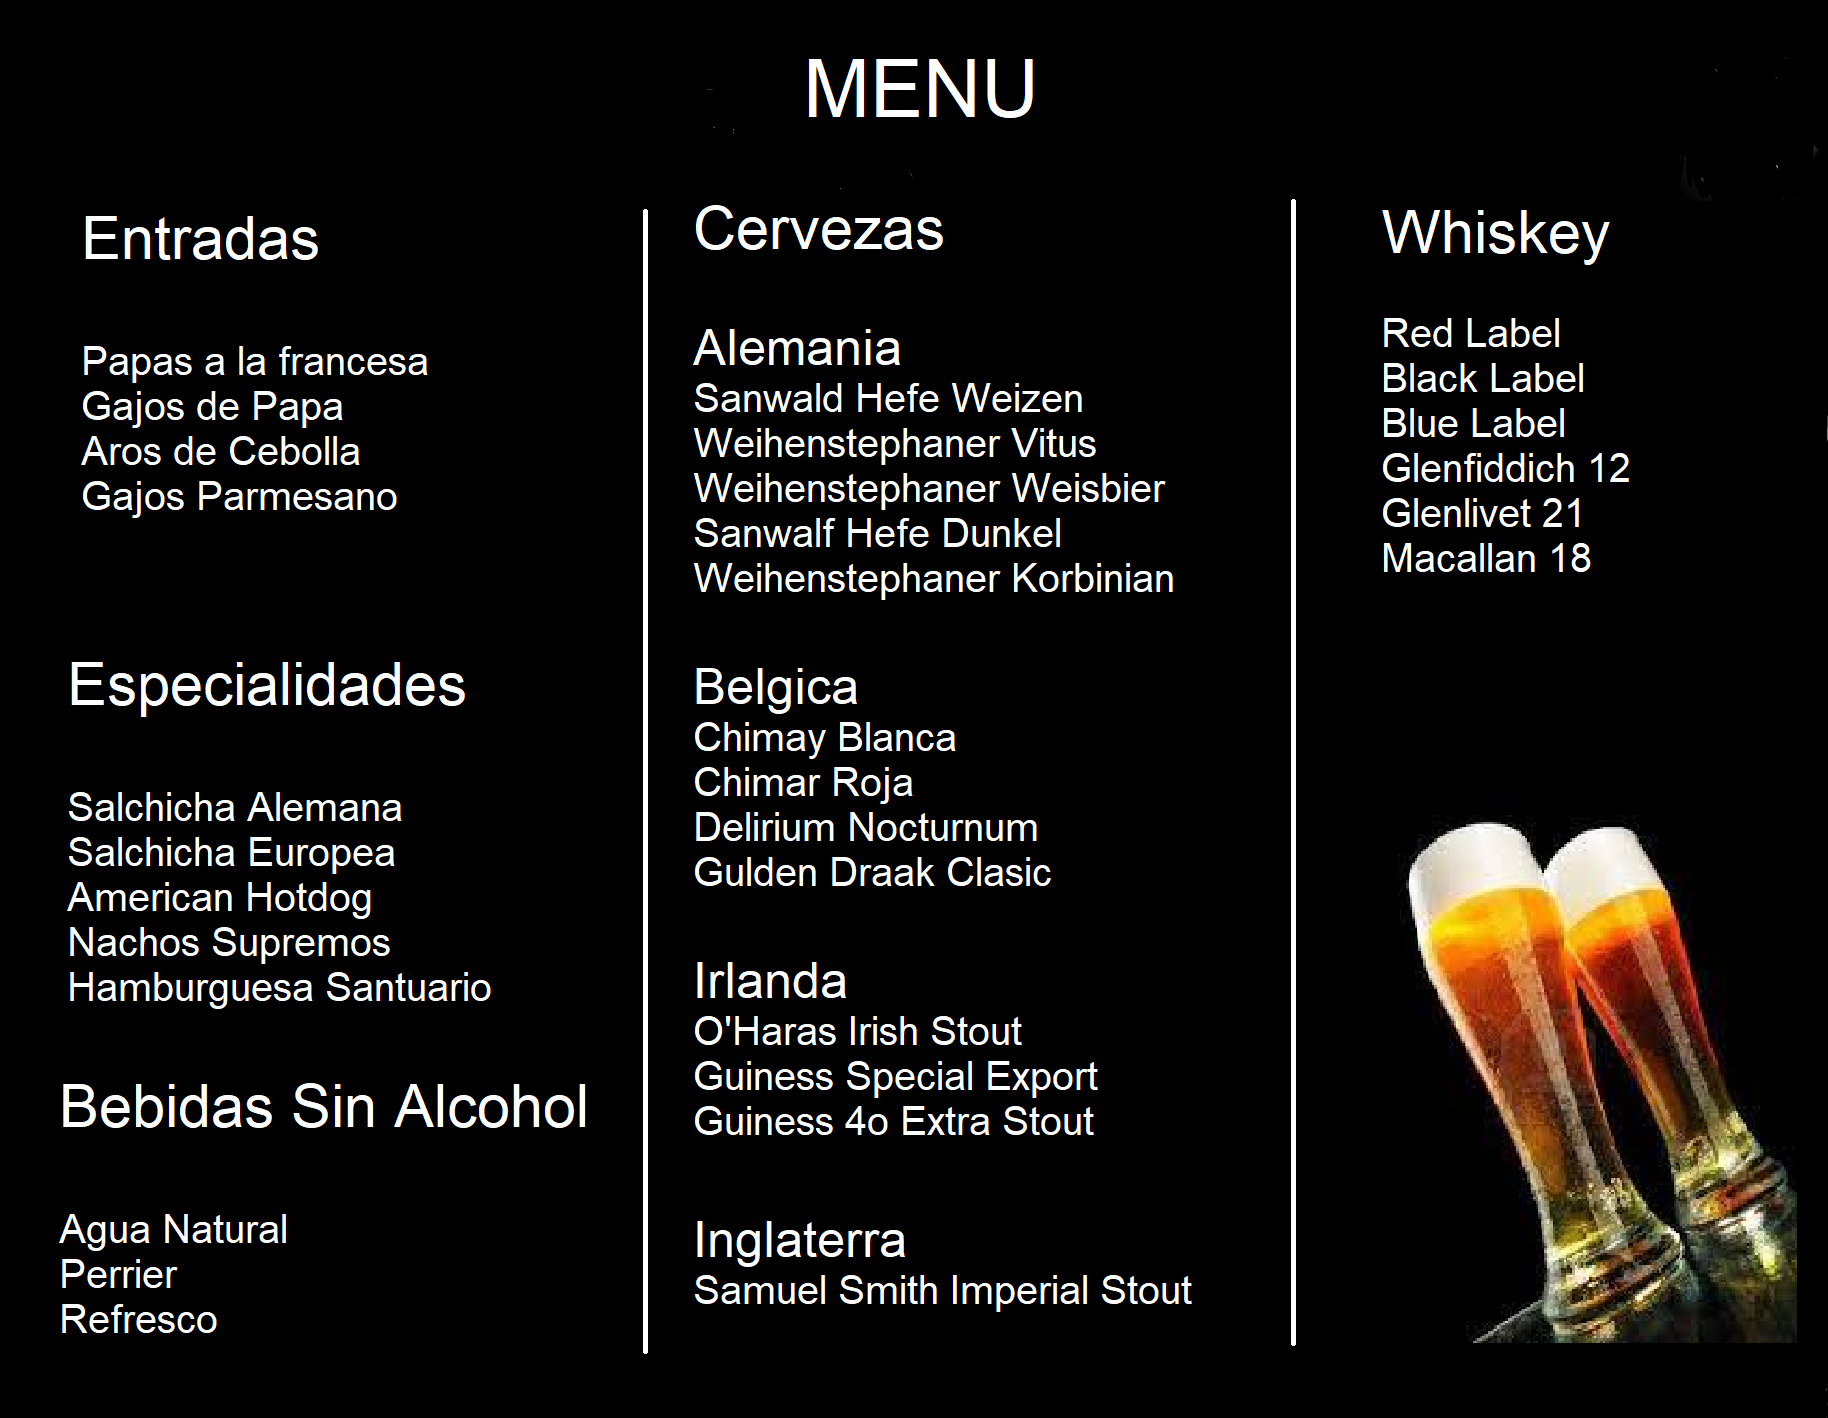 MENU
Entradas
Papas a la francesa
Gajos de Papa
Aros de Cebolla
Gajos Parmesano
Especialidades
Salchicha Alemana
Salchicha Europea
American Hotdog
Nachos Supremos
Hamburguesa Santuario
Bebidas Sin Alcohol
Agua Natural
Perrier
Refresco
Cervezas
Alemania
Sanwald Hefe Weizen
Weihenstephaner Vitus
Weihenstephaner Weisbier
Sanwalf Hefe Dunkel
Weihenstephaner Korbinian
Belgica
Chimay Blanca
Chimar Roja
Delirium Nocturnum
Gulden Draak Clasic
Irlanda
O'Haras Irish Stout
Guiness Special Export
Guiness 4o Extra Stout
Inglaterra
Samuel Smith Imperial Stout
Whiskey
Red Label
Black Label
Blue Label
Glenfiddich 12
Glenlivet 21
Macallan 18